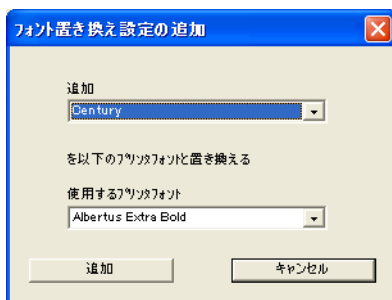 フォント置き換え設定の追加
追加
Century
を以下のプリンタフォントと置き換える
使用するプリンタフォント
Albertus Extra Bold
追加
キャンセル